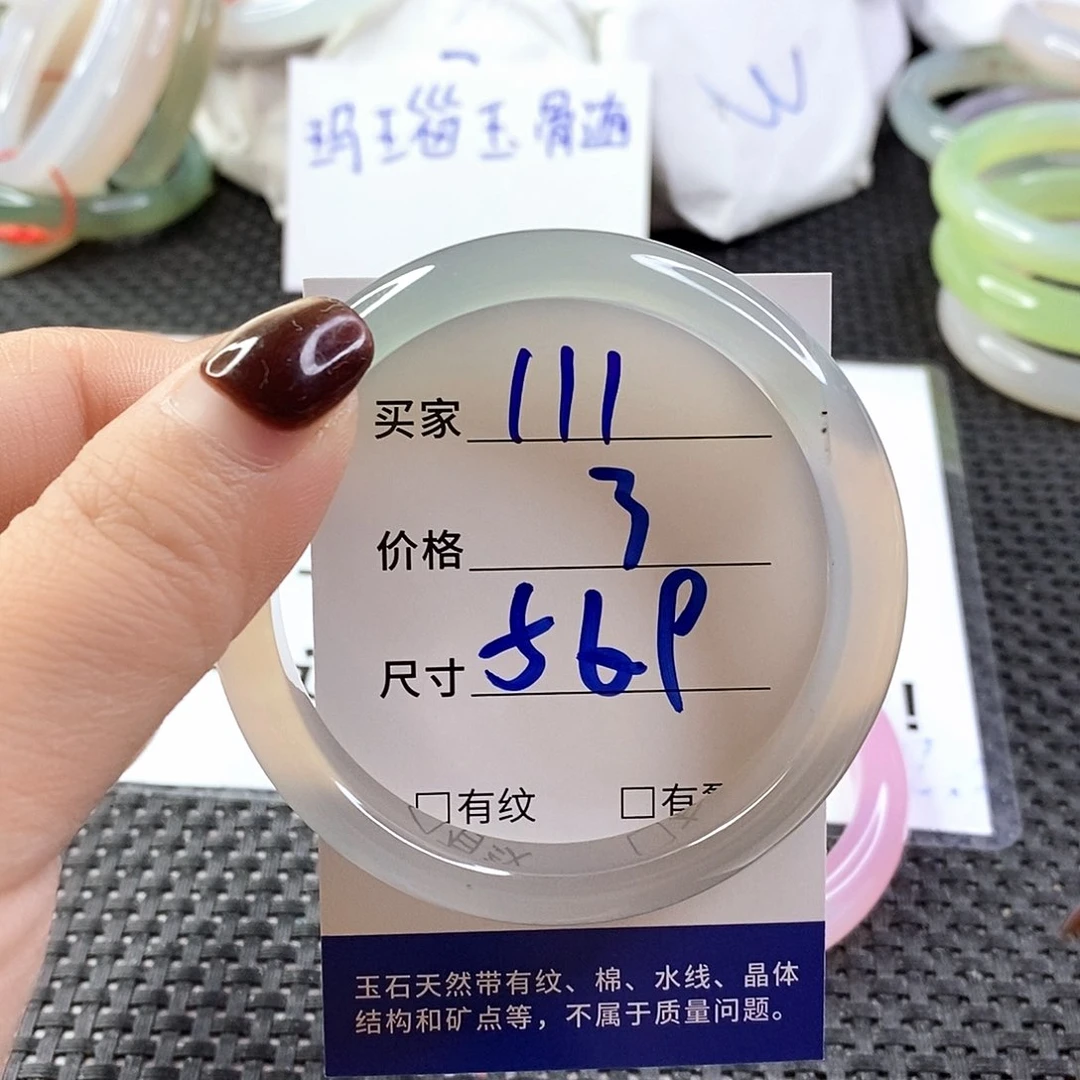 玛瑙玉骨髓
买家 111
价格 3
尺寸 56P
□有纹 □有
玉石天然带有纹、棉、水线、晶体
结构和矿点等，不属于质量问题。
！